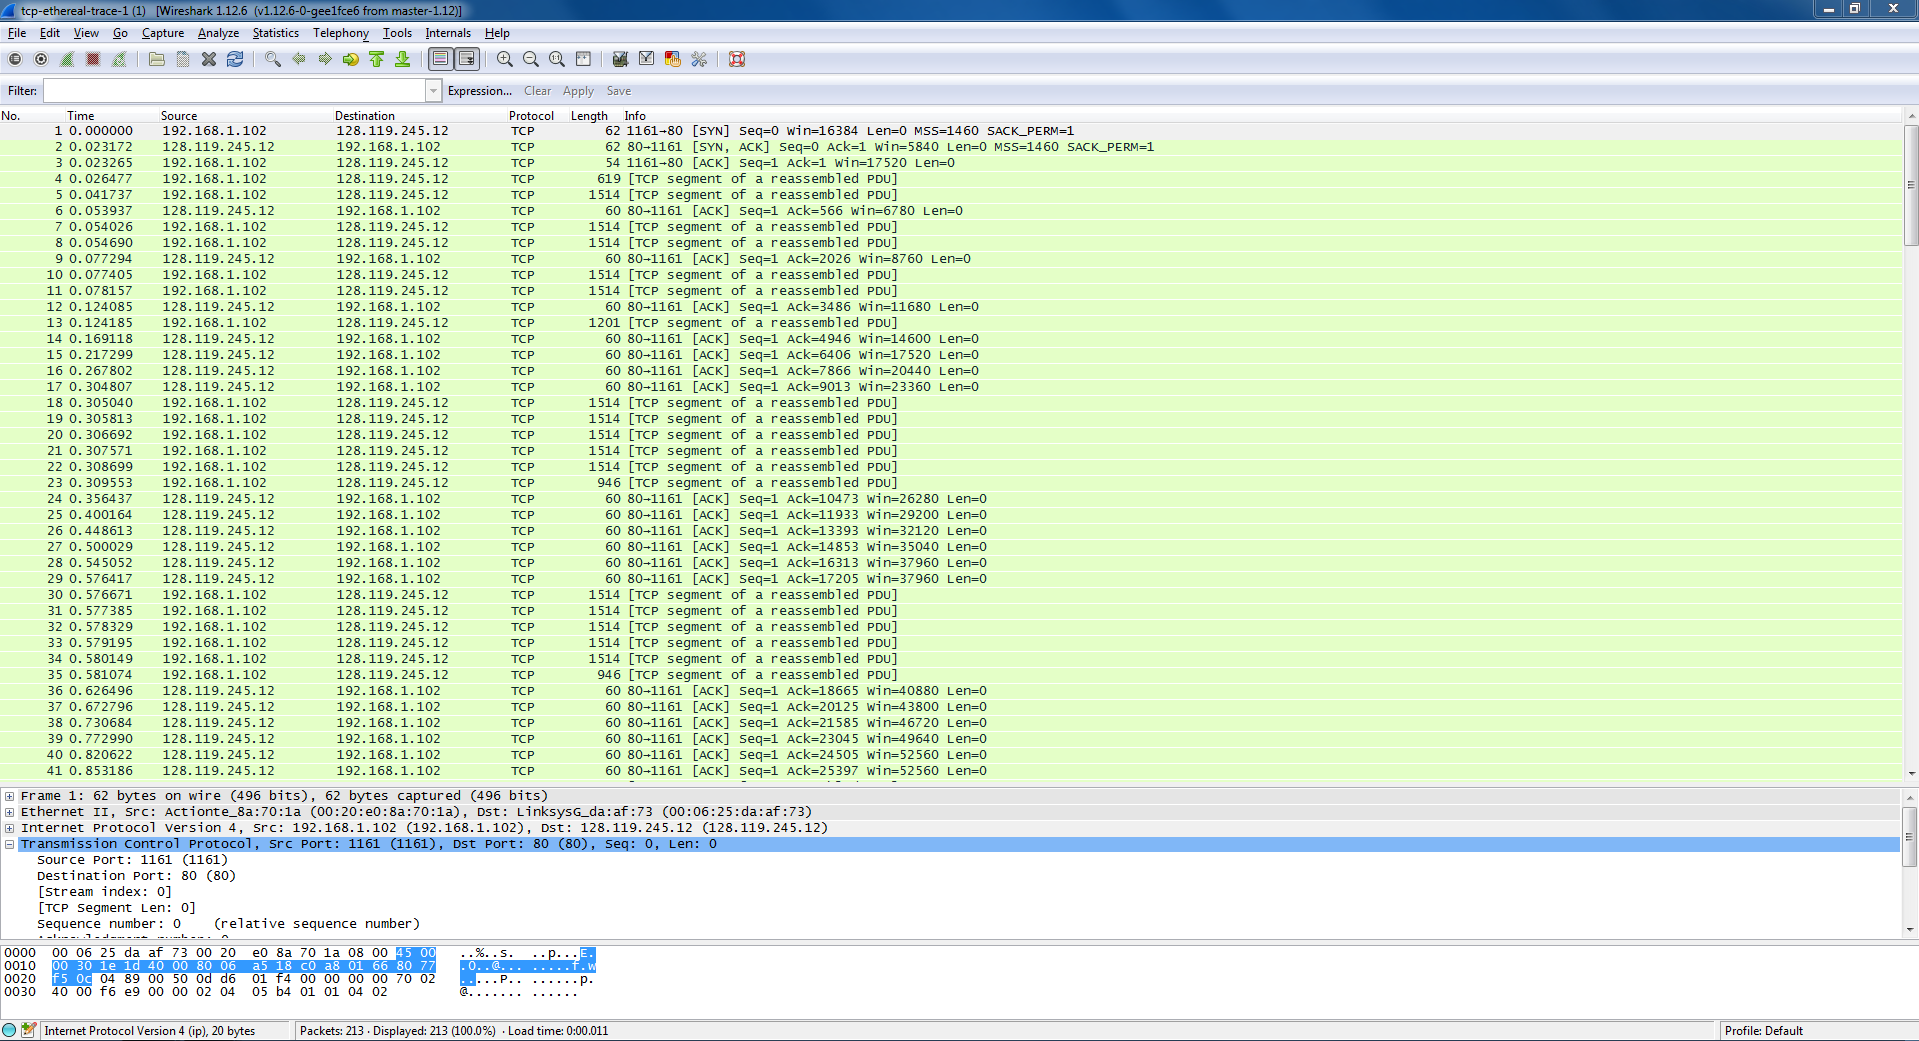 tcp-ethereal-trace-1 (1) [Wireshark 1.12.6 (v1.12.6-0-gee1fce6 from master-1.12)]
File Edit View Go Capture Analyze Statistics Telephony Tools Internals Help
Filter: Expression... Clear Apply Save
No. Time Source Destination Protocol Length Info
1 0.000000 192.168.1.102 128.119.245.12 TCP 62 1161→80 [SYN] Seq=0 Win=16384 Len=0 MSS=1460 SACK_PERM=1
2 0.023172 128.119.245.12 192.168.1.102 TCP 62 80→1161 [SYN, ACK] Seq=0 Ack=1 Win=5840 Len=0 MSS=1460 SACK_PERM=1
3 0.023265 192.168.1.102 128.119.245.12 TCP 54 1161→80 [ACK] Seq=1 Ack=1 Win=17520 Len=0
4 0.026477 192.168.1.102 128.119.245.12 TCP 619 [TCP segment of a reassembled PDU]
5 0.041737 192.168.1.102 128.119.245.12 TCP 1514 [TCP segment of a reassembled PDU]
6 0.053937 128.119.245.12 192.168.1.102 TCP 60 80→1161 [ACK] Seq=1 Ack=566 Win=6780 Len=0
7 0.054026 192.168.1.102 128.119.245.12 TCP 1514 [TCP segment of a reassembled PDU]
8 0.054690 192.168.1.102 128.119.245.12 TCP 1514 [TCP segment of a reassembled PDU]
9 0.077294 128.119.245.12 192.168.1.102 TCP 60 80→1161 [ACK] Seq=1 Ack=2026 Win=8760 Len=0
10 0.077405 192.168.1.102 128.119.245.12 TCP 1514 [TCP segment of a reassembled PDU]
11 0.078157 192.168.1.102 128.119.245.12 TCP 1514 [TCP segment of a reassembled PDU]
12 0.124085 128.119.245.12 192.168.1.102 TCP 60 80→1161 [ACK] Seq=1 Ack=3486 Win=11680 Len=0
13 0.124185 192.168.1.102 128.119.245.12 TCP 1201 [TCP segment of a reassembled PDU]
14 0.169118 128.119.245.12 192.168.1.102 TCP 60 80→1161 [ACK] Seq=1 Ack=4946 Win=14600 Len=0
15 0.217299 128.119.245.12 192.168.1.102 TCP 60 80→1161 [ACK] Seq=1 Ack=6406 Win=17520 Len=0
16 0.267802 128.119.245.12 192.168.1.102 TCP 60 80→1161 [ACK] Seq=1 Ack=7866 Win=20440 Len=0
17 0.304807 128.119.245.12 192.168.1.102 TCP 60 80→1161 [ACK] Seq=1 Ack=9013 Win=23360 Len=0
18 0.305040 192.168.1.102 128.119.245.12 TCP 1514 [TCP segment of a reassembled PDU]
19 0.305813 192.168.1.102 128.119.245.12 TCP 1514 [TCP segment of a reassembled PDU]
20 0.306692 192.168.1.102 128.119.245.12 TCP 1514 [TCP segment of a reassembled PDU]
21 0.307571 192.168.1.102 128.119.245.12 TCP 1514 [TCP segment of a reassembled PDU]
22 0.308699 192.168.1.102 128.119.245.12 TCP 1514 [TCP segment of a reassembled PDU]
23 0.309553 192.168.1.102 128.119.245.12 TCP 946 [TCP segment of a reassembled PDU]
24 0.356437 128.119.245.12 192.168.1.102 TCP 60 80→1161 [ACK] Seq=1 Ack=10473 Win=26280 Len=0
25 0.400164 128.119.245.12 192.168.1.102 TCP 60 80→1161 [ACK] Seq=1 Ack=11933 Win=29200 Len=0
26 0.448613 128.119.245.12 192.168.1.102 TCP 60 80→1161 [ACK] Seq=1 Ack=13393 Win=32120 Len=0
27 0.500029 128.119.245.12 192.168.1.102 TCP 60 80→1161 [ACK] Seq=1 Ack=14853 Win=35040 Len=0
28 0.545052 128.119.245.12 192.168.1.102 TCP 60 80→1161 [ACK] Seq=1 Ack=16313 Win=37960 Len=0
29 0.576417 128.119.245.12 192.168.1.102 TCP 60 80→1161 [ACK] Seq=1 Ack=17205 Win=37960 Len=0
30 0.576671 192.168.1.102 128.119.245.12 TCP 1514 [TCP segment of a reassembled PDU]
31 0.577385 192.168.1.102 128.119.245.12 TCP 1514 [TCP segment of a reassembled PDU]
32 0.578329 192.168.1.102 128.119.245.12 TCP 1514 [TCP segment of a reassembled PDU]
33 0.579195 192.168.1.102 128.119.245.12 TCP 1514 [TCP segment of a reassembled PDU]
34 0.580149 192.168.1.102 128.119.245.12 TCP 1514 [TCP segment of a reassembled PDU]
35 0.581074 192.168.1.102 128.119.245.12 TCP 946 [TCP segment of a reassembled PDU]
36 0.626496 128.119.245.12 192.168.1.102 TCP 60 80→1161 [ACK] Seq=1 Ack=18665 Win=40880 Len=0
37 0.672796 128.119.245.12 192.168.1.102 TCP 60 80→1161 [ACK] Seq=1 Ack=20125 Win=43800 Len=0
38 0.730684 128.119.245.12 192.168.1.102 TCP 60 80→1161 [ACK] Seq=1 Ack=21585 Win=46720 Len=0
39 0.772990 128.119.245.12 192.168.1.102 TCP 60 80→1161 [ACK] Seq=1 Ack=23045 Win=49640 Len=0
40 0.820622 128.119.245.12 192.168.1.102 TCP 60 80→1161 [ACK] Seq=1 Ack=24505 Win=52560 Len=0
41 0.853186 128.119.245.12 192.168.1.102 TCP 60 80→1161 [ACK] Seq=1 Ack=25397 Win=52560 Len=0
Frame 1: 62 bytes on wire (496 bits), 62 bytes captured (496 bits)
Ethernet II, Src: Actionte_8a:70:1a (00:20:e0:8a:70:1a), Dst: LinksysG_da:af:73 (00:06:25:da:af:73)
Internet Protocol Version 4, Src: 192.168.1.102 (192.168.1.102), Dst: 128.119.245.12 (128.119.245.12)
Transmission Control Protocol, Src Port: 1161 (1161), Dst Port: 80 (80), Seq: 0, Len: 0
Source Port: 1161 (1161)
Destination Port: 80 (80)
[Stream index: 0]
[TCP Segment Len: 0]
Sequence number: 0 (relative sequence number)
0000 00 06 25 da af 73 00 20 e0 8a 70 1a 08 00 45 00 ..%..s. ..p...E.
0010 00 30 1e 1d 40 00 80 06 a5 18 c0 a8 01 66 80 77 .0..@... .....f.w
0020 f5 0c 04 89 00 50 0d d6 01 f4 00 00 00 00 70 02 .....P.. ......p.
0030 40 00 f6 e9 00 00 02 04 05 b4 01 01 04 02 @....... ......
Internet Protocol Version 4 (ip), 20 bytes Packets: 213 · Displayed: 213 (100.0%) · Load time: 0:00.011 Profile: Default